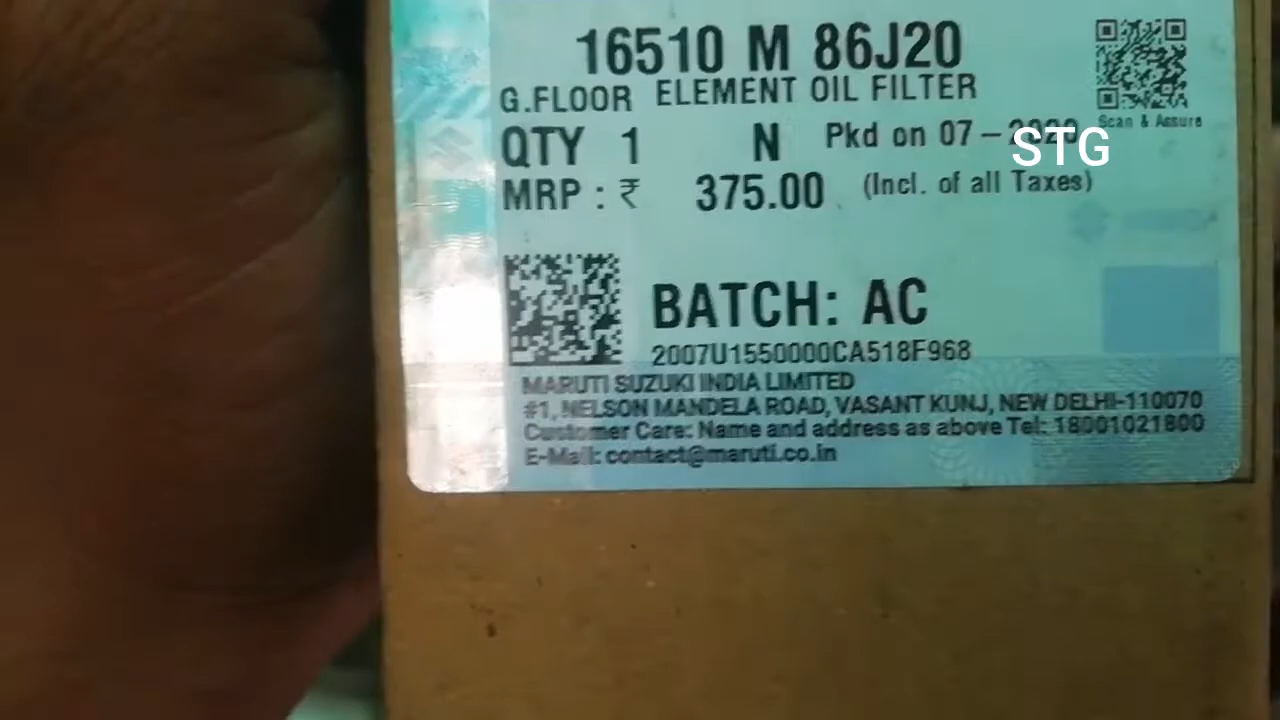 16510 M 86J20
G.FLOOR ELEMENT OIL FILTER
Scan & Assure
QTY 1 N Pkd on 07-2020
STG
MRP : ₹ 375.00 (Incl. of all Taxes)
BATCH: AC
2007U1550000CA518F968
MARUTI SUZUKI INDIA LIMITED
#1, NELSON MANDELA ROAD, VASANT KUNJ, NEW DELHI-110070
Customer Care: Name and address as above Tel: 18001021800
E-Mail: contact@maruti.co.in